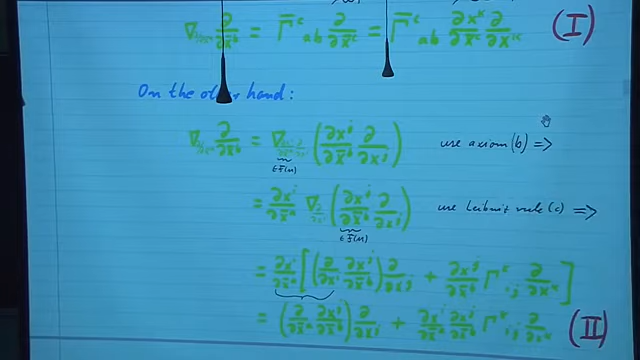 ∇_{∂/∂x̄^a} ∂/∂x̄^b = Γ̄^c_{ab} ∂/∂x̄^c = Γ̄^c_{ab} ∂x^k/∂x̄^c ∂/∂x^k (I)
On the other hand:
∇_{∂/∂x̄^a} ∂/∂x̄^b = ∇_{∂x^i/∂x̄^a ∂/∂x^i} (∂x^j/∂x̄^b ∂/∂x^j) use axiom (b) =>
∈ℱ(M)
= ∂x^i/∂x̄^a ∇_{∂/∂x^i} (∂x^j/∂x̄^b ∂/∂x^j) use Leibniz rule (c) =>
∈ℱ(M)
= ∂x^i/∂x̄^a [(∂/∂x^i ∂x^j/∂x̄^b) ∂/∂x^j + ∂x^j/∂x̄^b Γ^k_{ij} ∂/∂x^k]
= (∂/∂x̄^a ∂x^j/∂x̄^b) ∂/∂x^j + ∂x^i/∂x̄^a ∂x^j/∂x̄^b Γ^k_{ij} ∂/∂x^k (II)